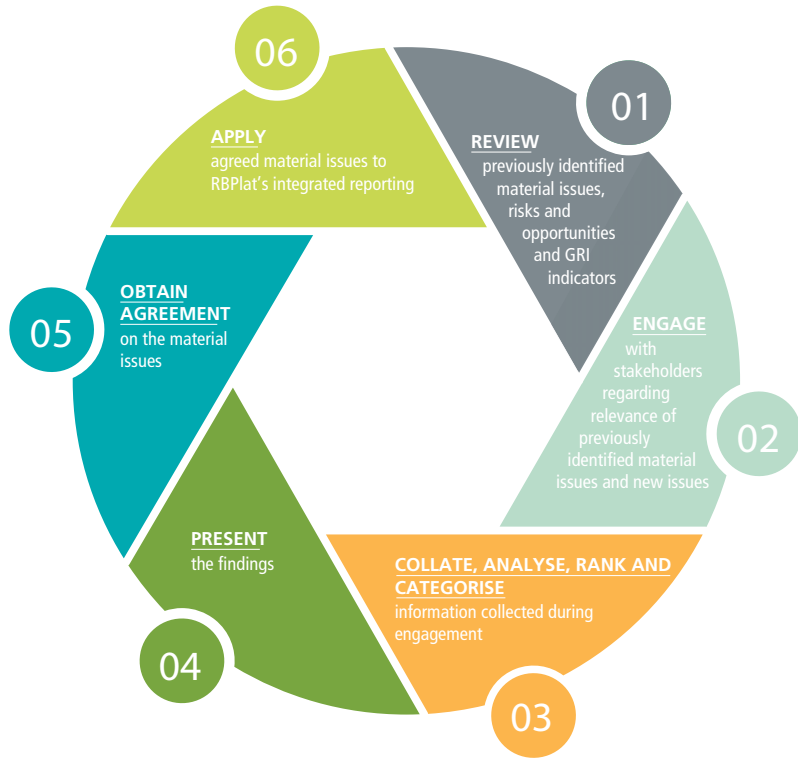 01
REVIEW
previously identified
material issues,
risks and
opportunities
and GRI
indicators
02
ENGAGE
with
stakeholders
regarding
relevance of
previously
identified material
issues and new issues
03
COLLATE, ANALYSE, RANK AND
CATEGORISE
information collected during
engagement
04
PRESENT
the findings
05
OBTAIN
AGREEMENT
on the material
issues
06
APPLY
agreed material issues to
RBPlat's integrated reporting